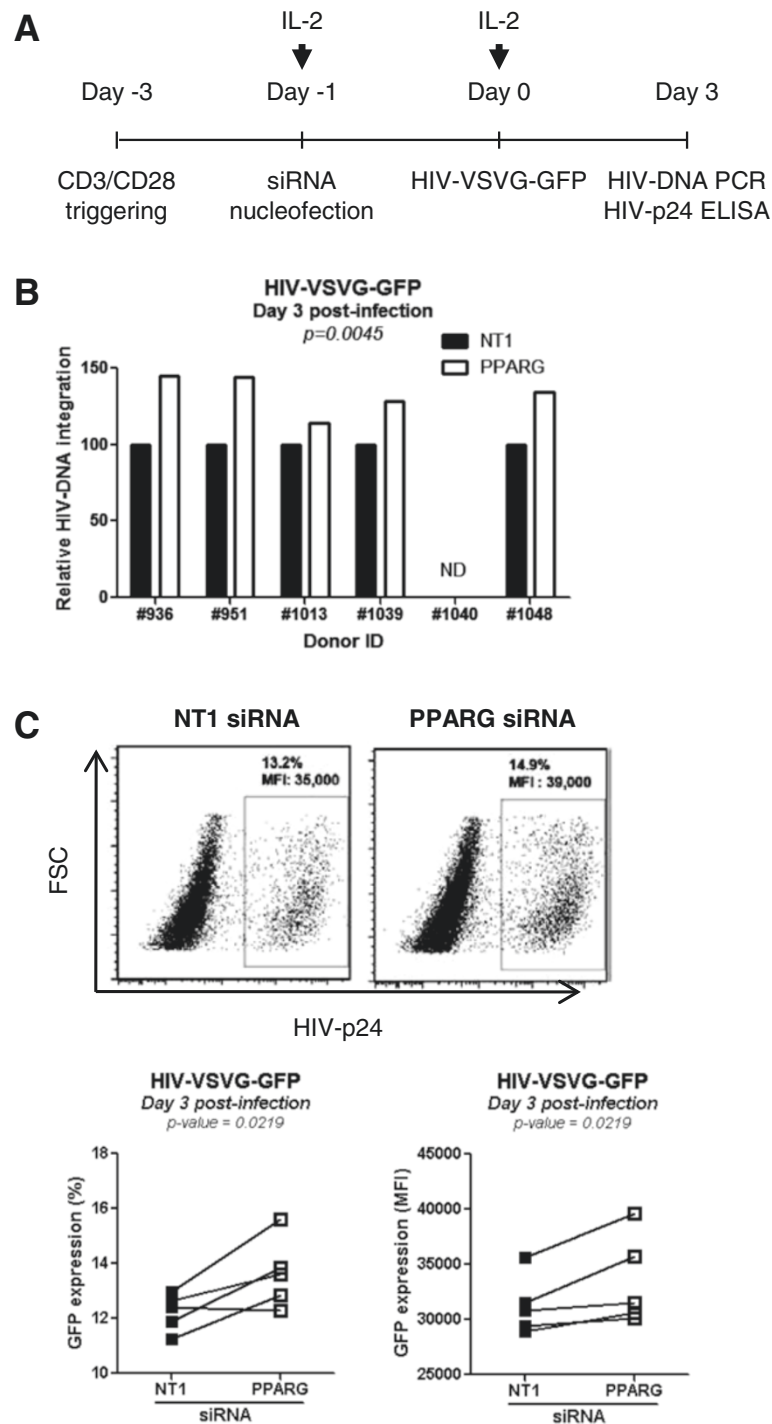 A
IL-2 IL-2
Day -3 Day -1 Day 0 Day 3
CD3/CD28 siRNA HIV-VSVG-GFP HIV-DNA PCR
triggering nucleofection HIV-p24 ELISA
B
HIV-VSVG-GFP
Day 3 post-infection
p=0.0045
NT1
PPARG
Relative HIV-DNA integration
150
100
50
0
ND
#936 #951 #1013 #1039 #1040 #1048
Donor ID
C
NT1 siRNA PPARG siRNA
13.2% 14.9%
MFI: 35,000 MFI : 39,000
FSC
HIV-p24
HIV-VSVG-GFP
Day 3 post-infection
p-value = 0.0219
GFP expression (%)
18
16
14
12
10
NT1 PPARG
siRNA
HIV-VSVG-GFP
Day 3 post-infection
p-value = 0.0219
GFP expression (MFI)
45000
40000
35000
30000
25000
NT1 PPARG
siRNA